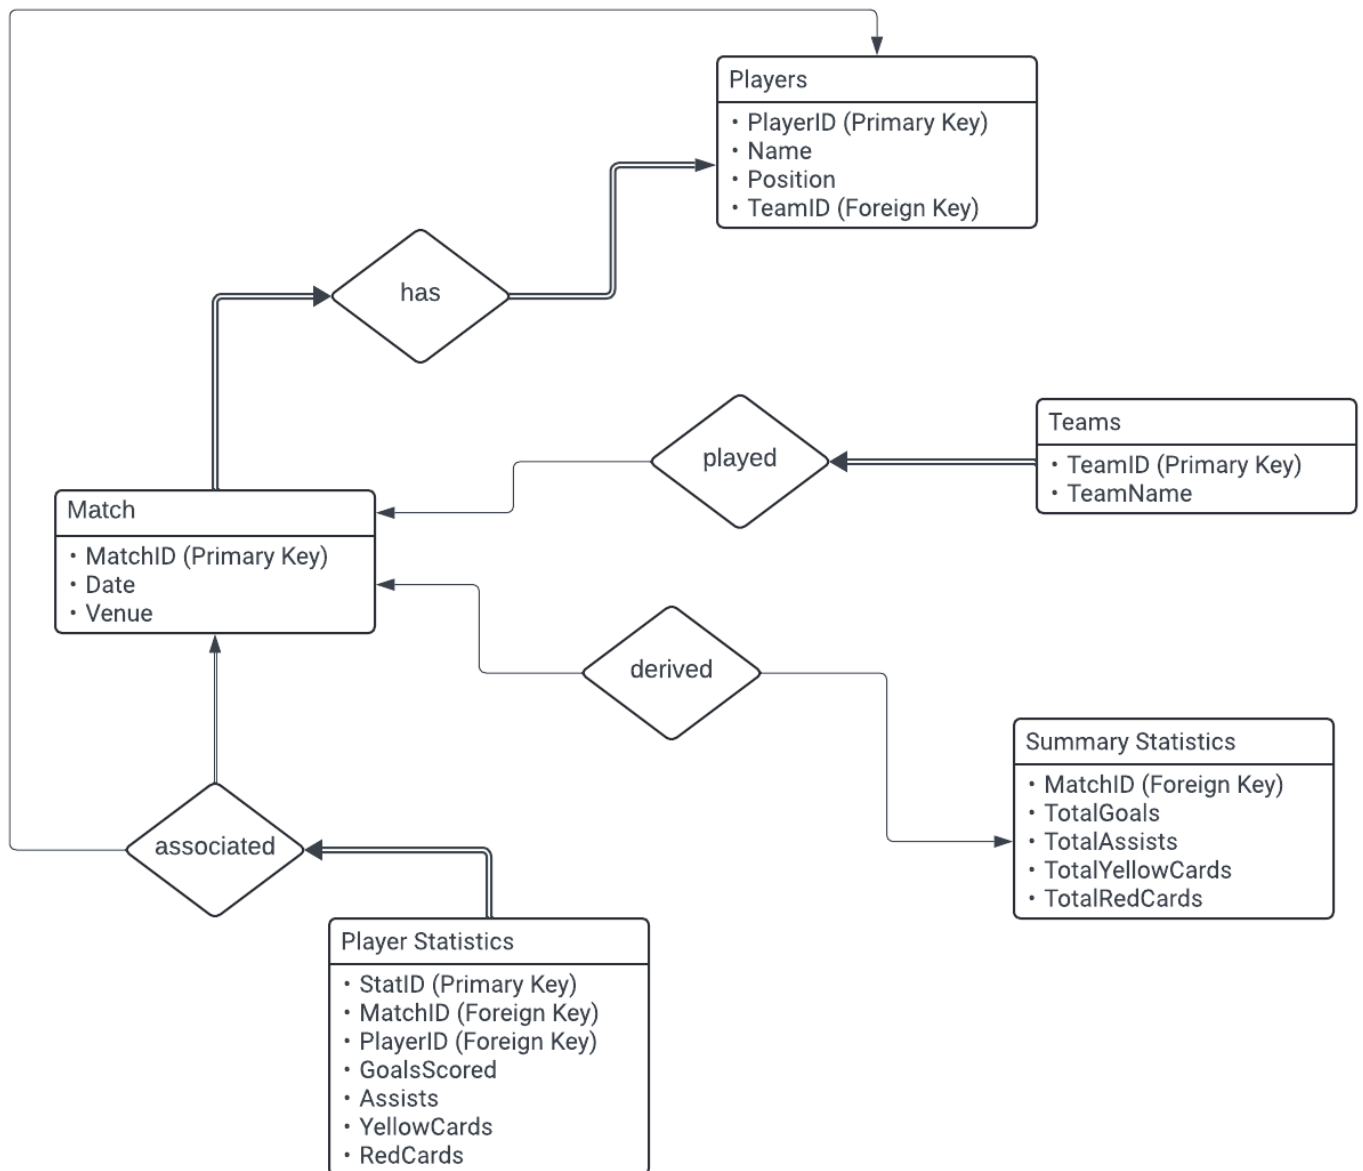 Players
• PlayerID (Primary Key)
• Name
• Position
• TeamID (Foreign Key)
has
played
Teams
• TeamID (Primary Key)
• TeamName
Match
• MatchID (Primary Key)
• Date
• Venue
derived
Summary Statistics
• MatchID (Foreign Key)
• TotalGoals
• TotalAssists
• TotalYellowCards
• TotalRedCards
associated
Player Statistics
• StatID (Primary Key)
• MatchID (Foreign Key)
• PlayerID (Foreign Key)
• GoalsScored
• Assists
• YellowCards
• RedCards